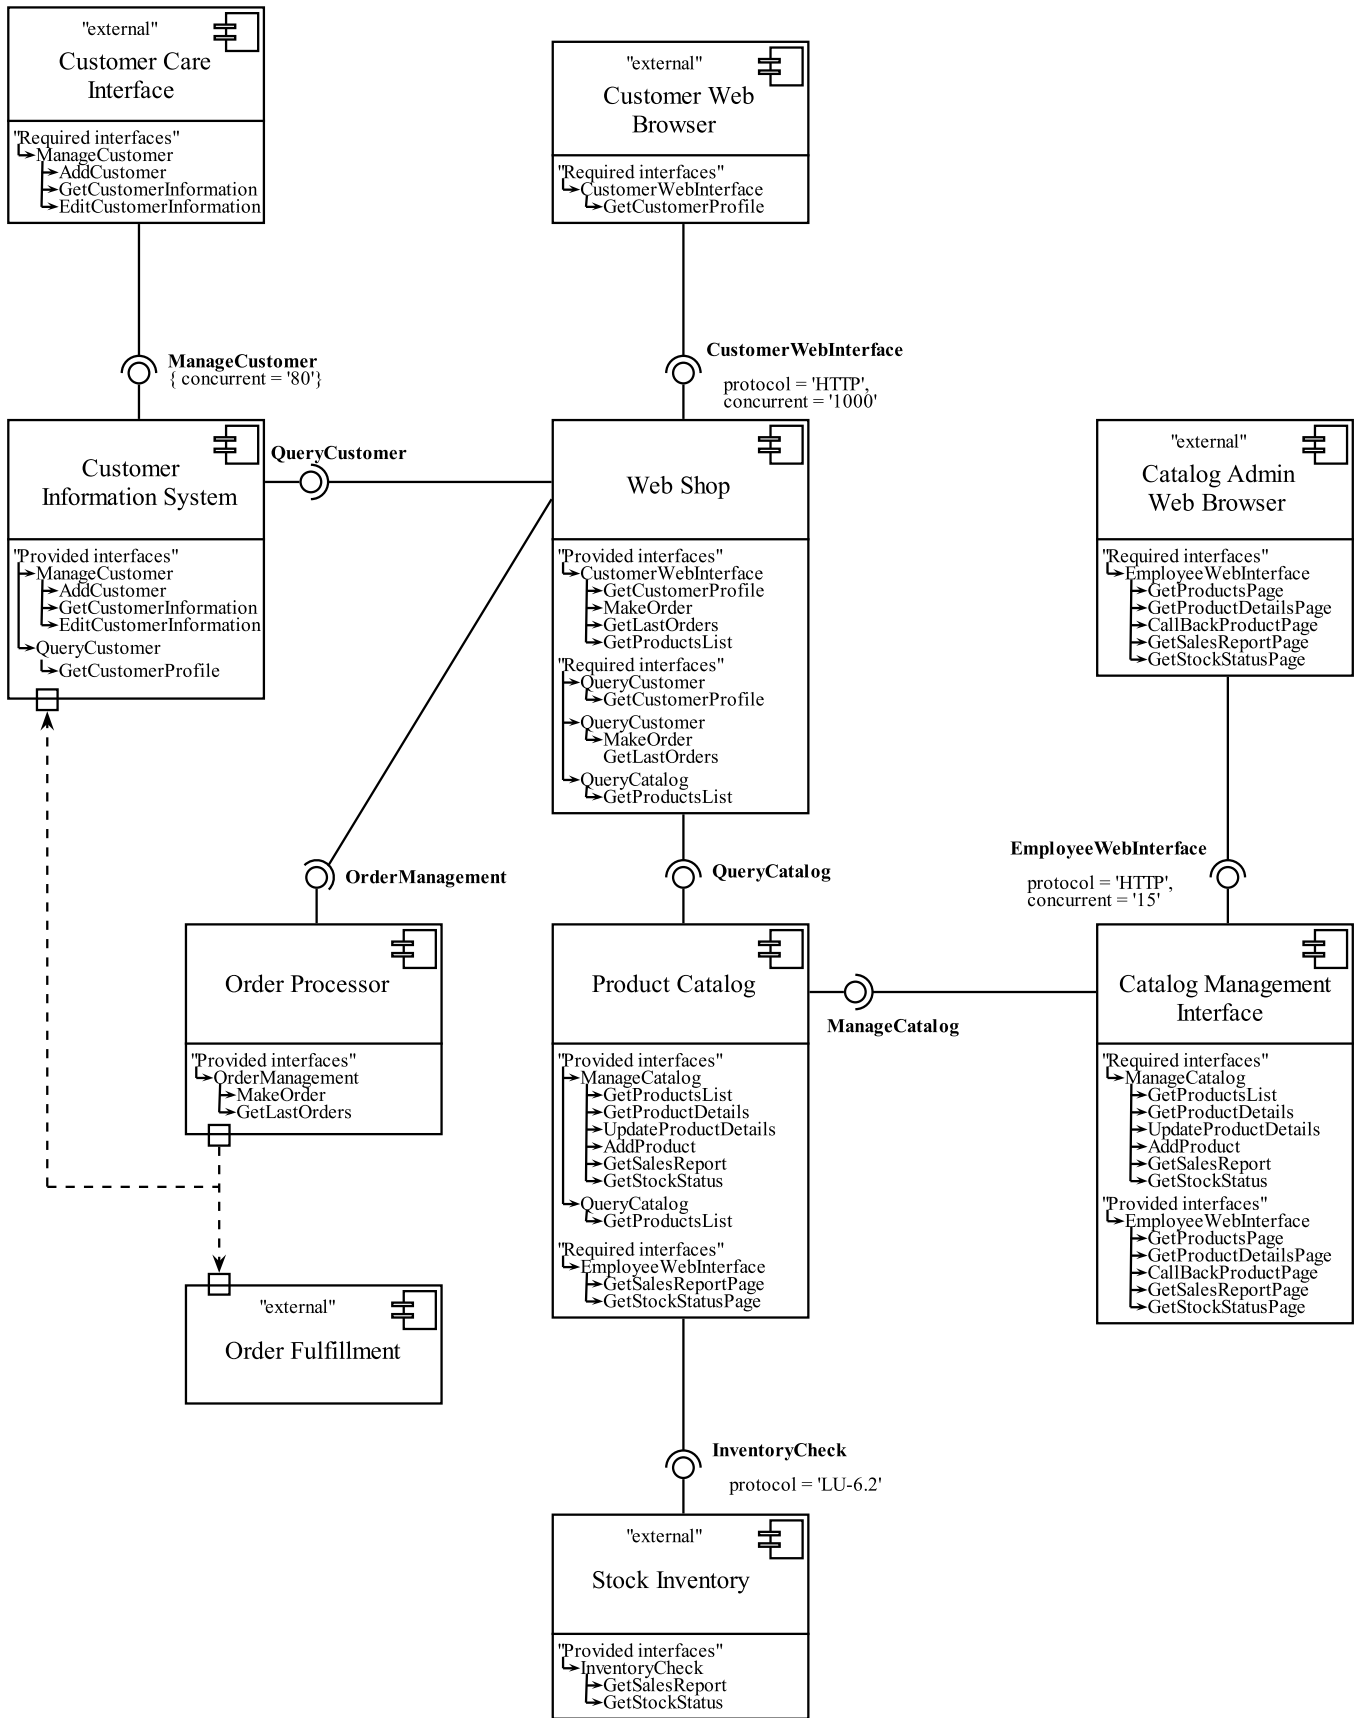 "external"
Customer Care
Interface
"Required interfaces"
ManageCustomer
AddCustomer
GetCustomerInformation
EditCustomerInformation
"external"
Customer Web
Browser
"Required interfaces"
CustomerWebInterface
GetCustomerProfile
ManageCustomer
{ concurrent = '80'}
CustomerWebInterface
protocol = 'HTTP',
concurrent = '1000'
Customer
Information System
"Provided interfaces"
ManageCustomer
AddCustomer
GetCustomerInformation
EditCustomerInformation
QueryCustomer
GetCustomerProfile
QueryCustomer
Web Shop
"Provided interfaces"
CustomerWebInterface
GetCustomerProfile
MakeOrder
GetLastOrders
GetProductsList
"Required interfaces"
QueryCustomer
GetCustomerProfile
QueryCustomer
MakeOrder
GetLastOrders
QueryCatalog
GetProductsList
"external"
Catalog Admin
Web Browser
"Required interfaces"
EmployeeWebInterface
GetProductsPage
GetProductDetailsPage
CallBackProductPage
GetSalesReportPage
GetStockStatusPage
OrderManagement
QueryCatalog
EmployeeWebInterface
protocol = 'HTTP',
concurrent = '15'
Order Processor
"Provided interfaces"
OrderManagement
MakeOrder
GetLastOrders
Product Catalog
"Provided interfaces"
ManageCatalog
GetProductsList
GetProductDetails
UpdateProductDetails
AddProduct
GetSalesReport
GetStockStatus
QueryCatalog
GetProductsList
"Required interfaces"
EmployeeWebInterface
GetSalesReportPage
GetStockStatusPage
ManageCatalog
Catalog Management
Interface
"Required interfaces"
ManageCatalog
GetProductsList
GetProductDetails
UpdateProductDetails
AddProduct
GetSalesReport
GetStockStatus
"Provided interfaces"
EmployeeWebInterface
GetProductsPage
GetProductDetailsPage
CallBackProductPage
GetSalesReportPage
GetStockStatusPage
"external"
Order Fulfillment
InventoryCheck
protocol = 'LU-6.2'
"external"
Stock Inventory
"Provided interfaces"
InventoryCheck
GetSalesReport
GetStockStatus